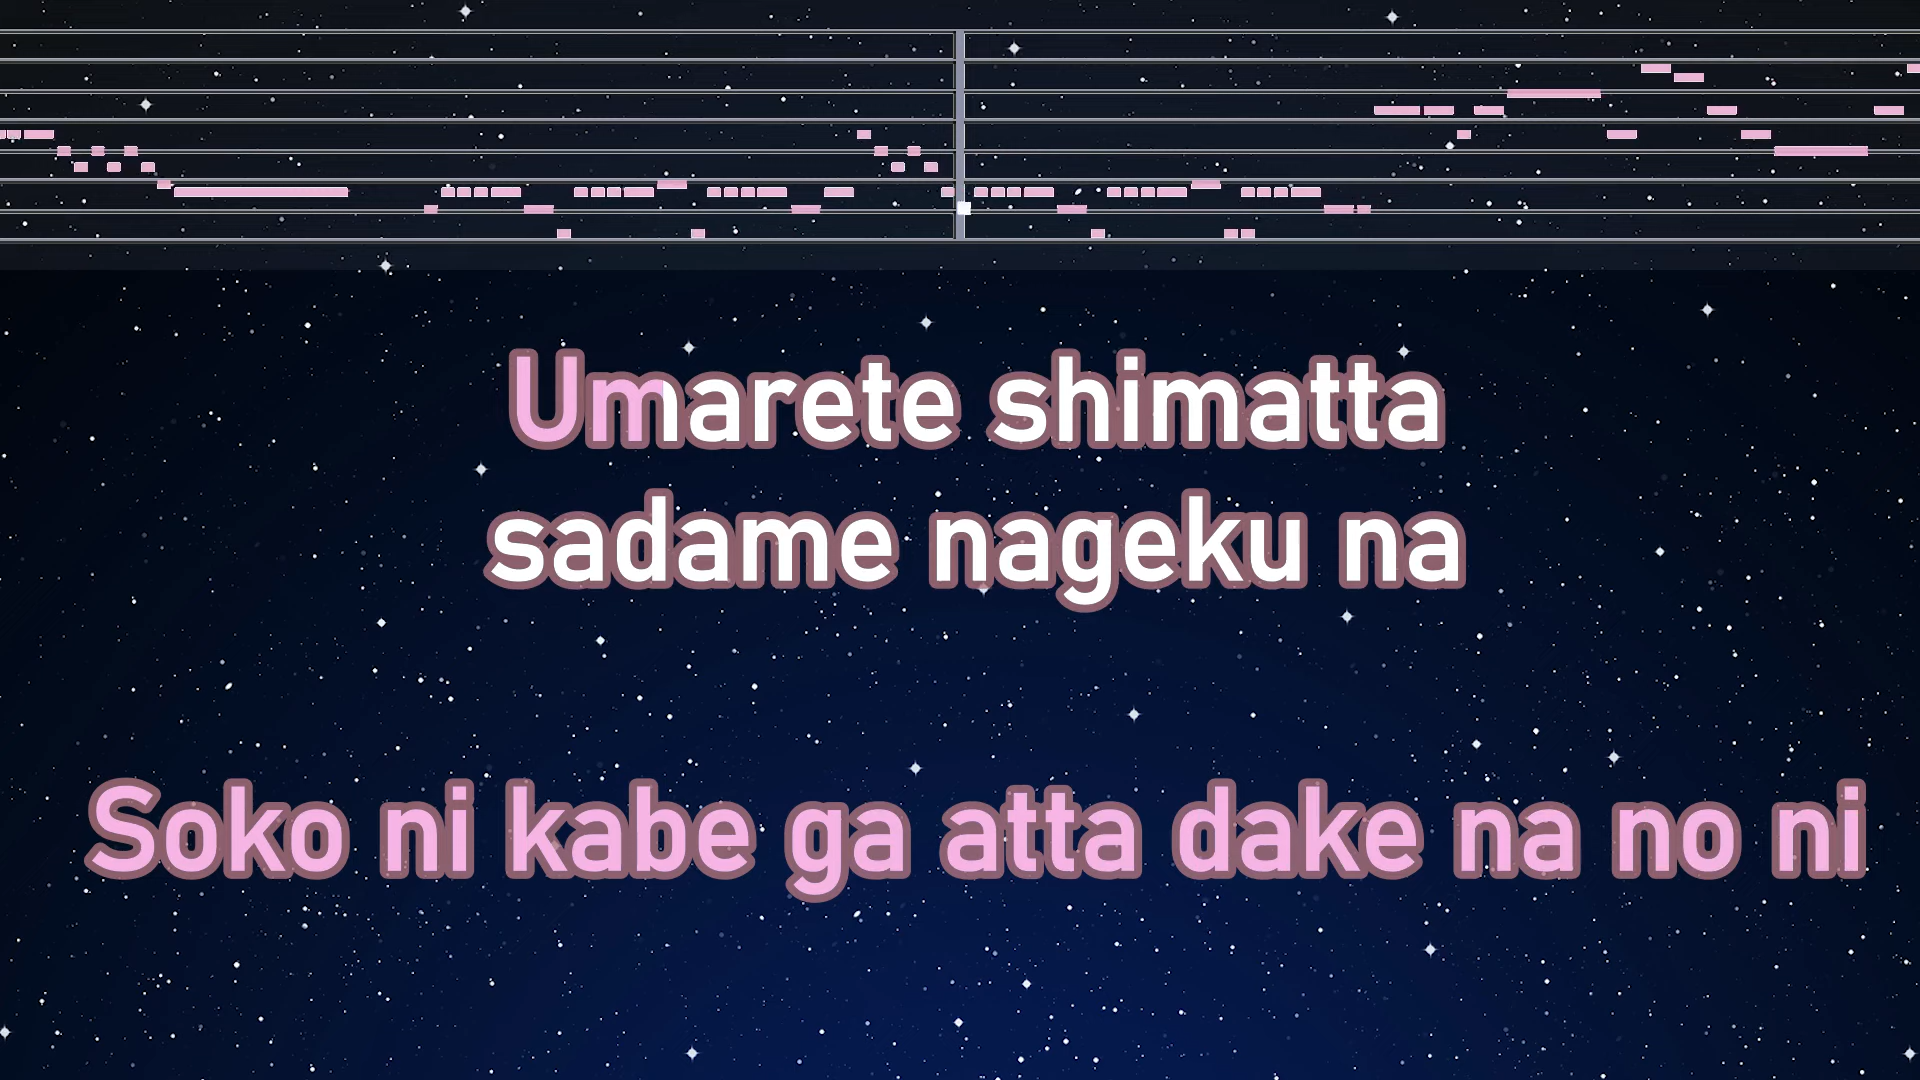 Umarete shimatta
sadame nageku na
Soko ni kabe ga atta dake na no ni